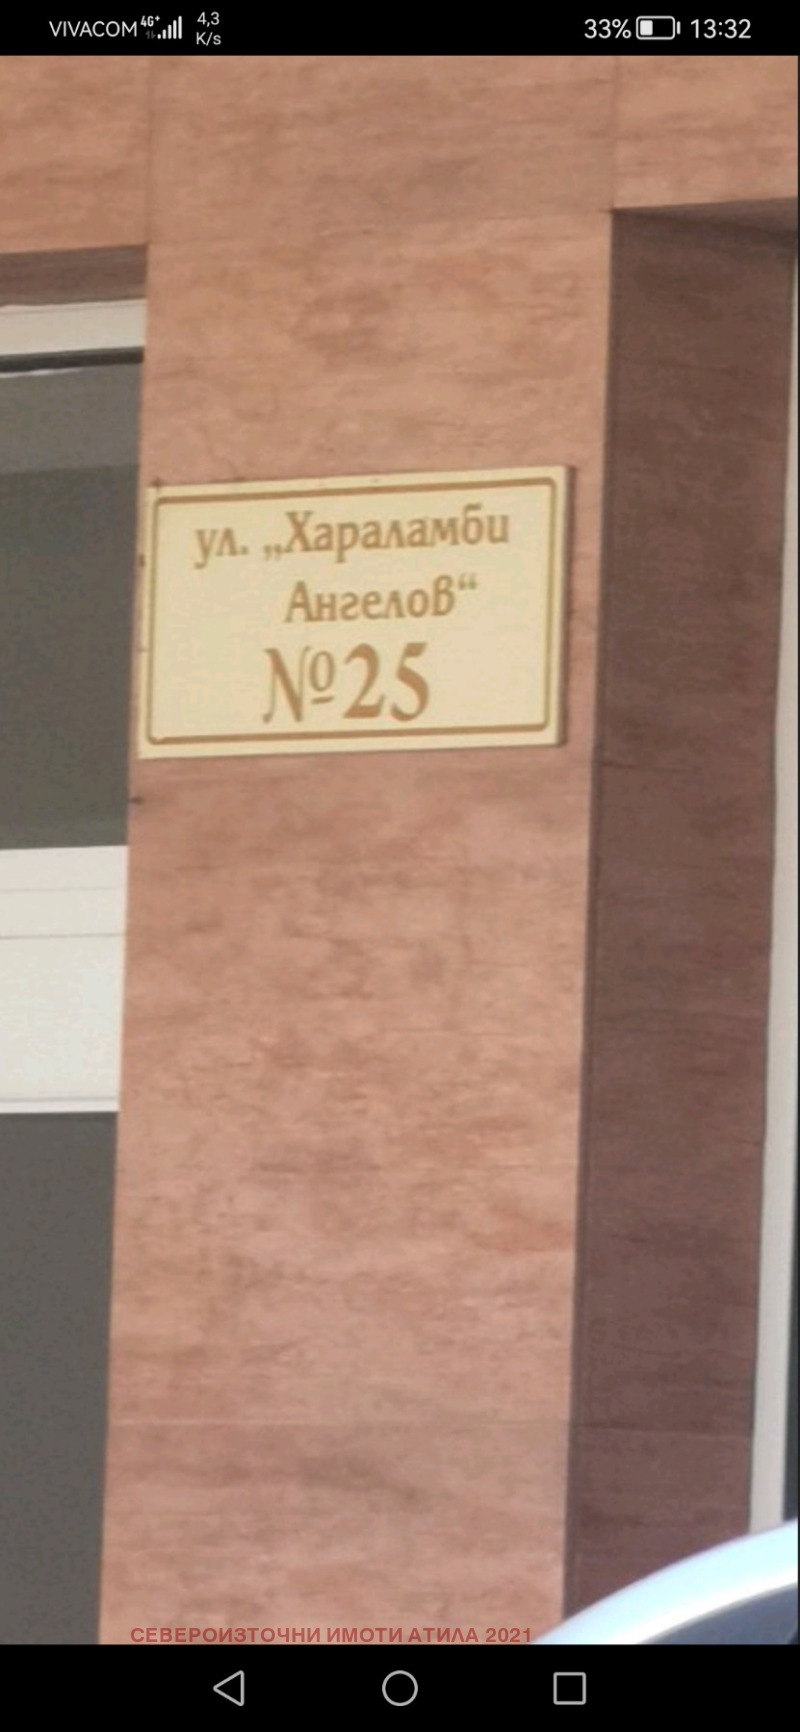 VIVACOM 4G+ 4,3 K/s 33% 13:32
ул. „Хараламби
Ангелов“
№25
СЕВЕРОИЗТОЧНИ ИМОТИ АТИЛА 2021